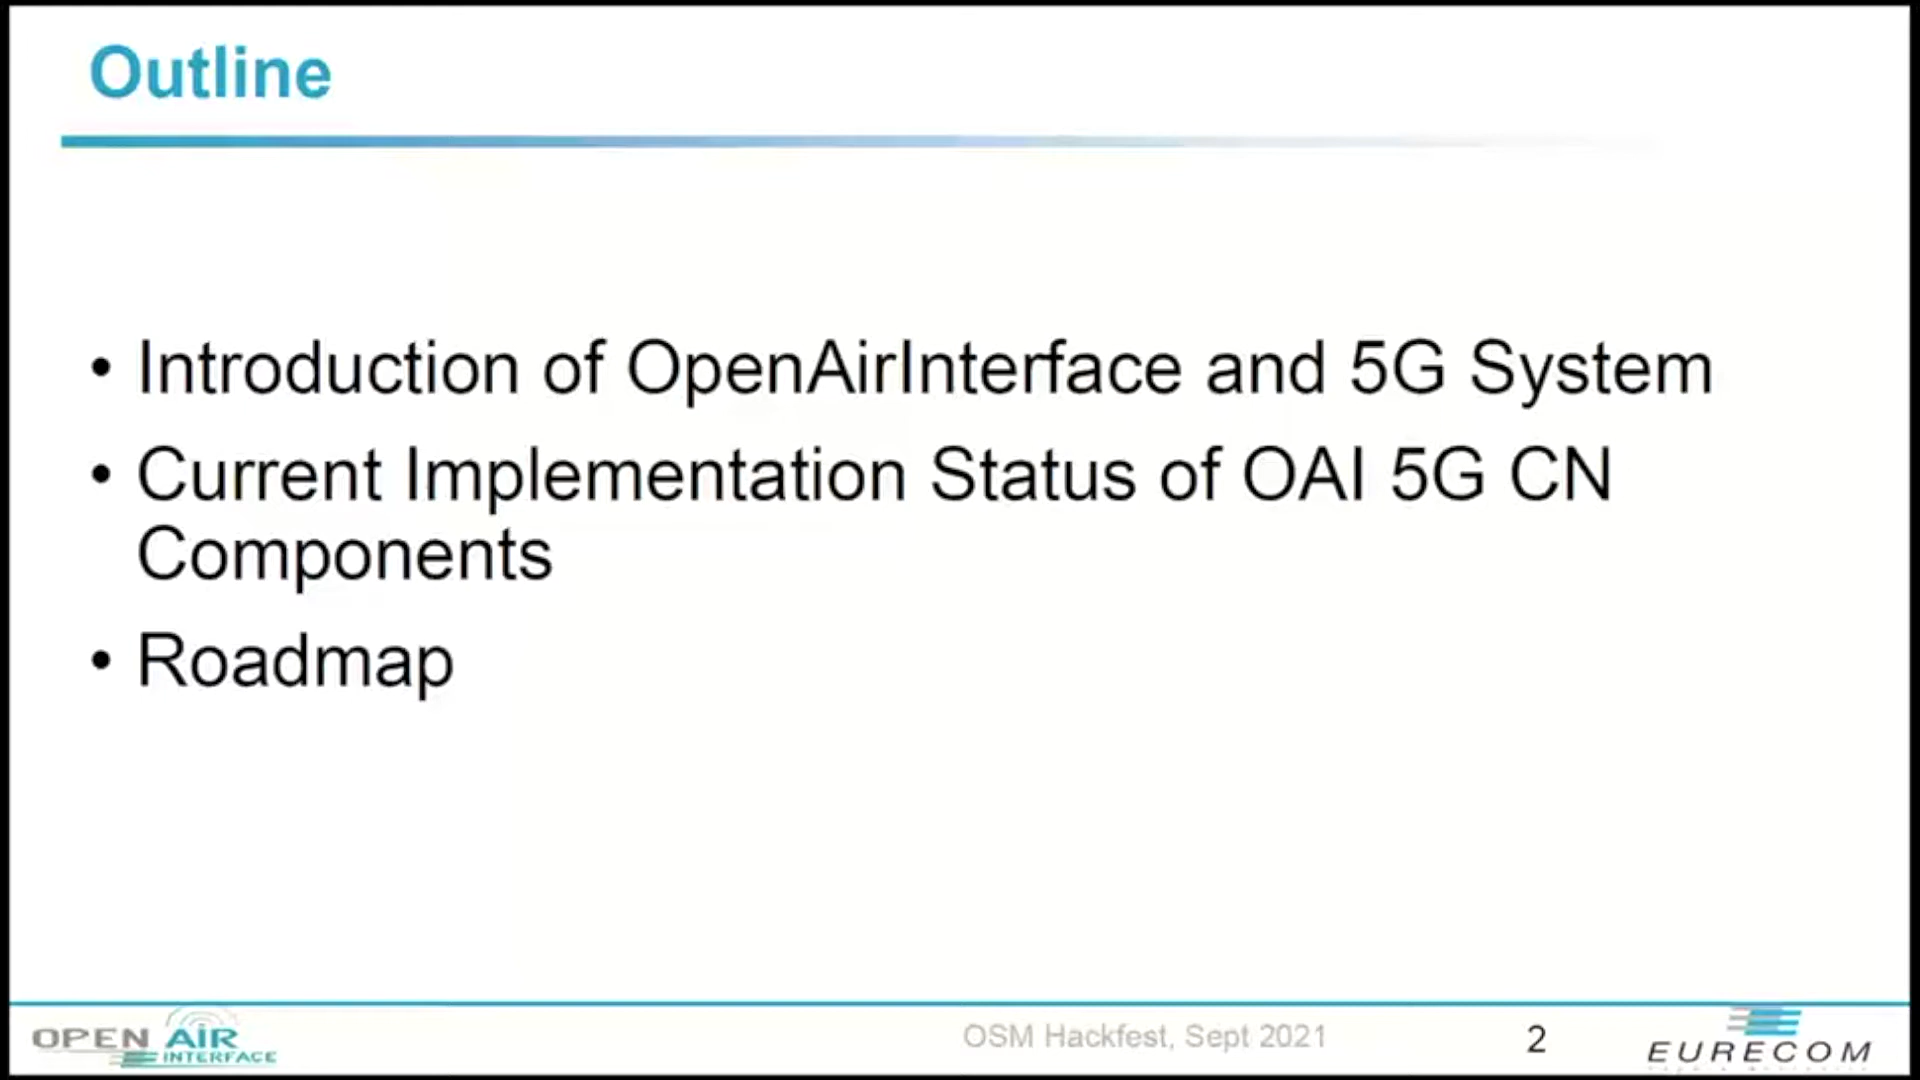 Outline
• Introduction of OpenAirInterface and 5G System
• Current Implementation Status of OAI 5G CN
Components
• Roadmap
OPEN AIR
INTERFACE
OSM Hackfest, Sept 2021
2
EURECOM